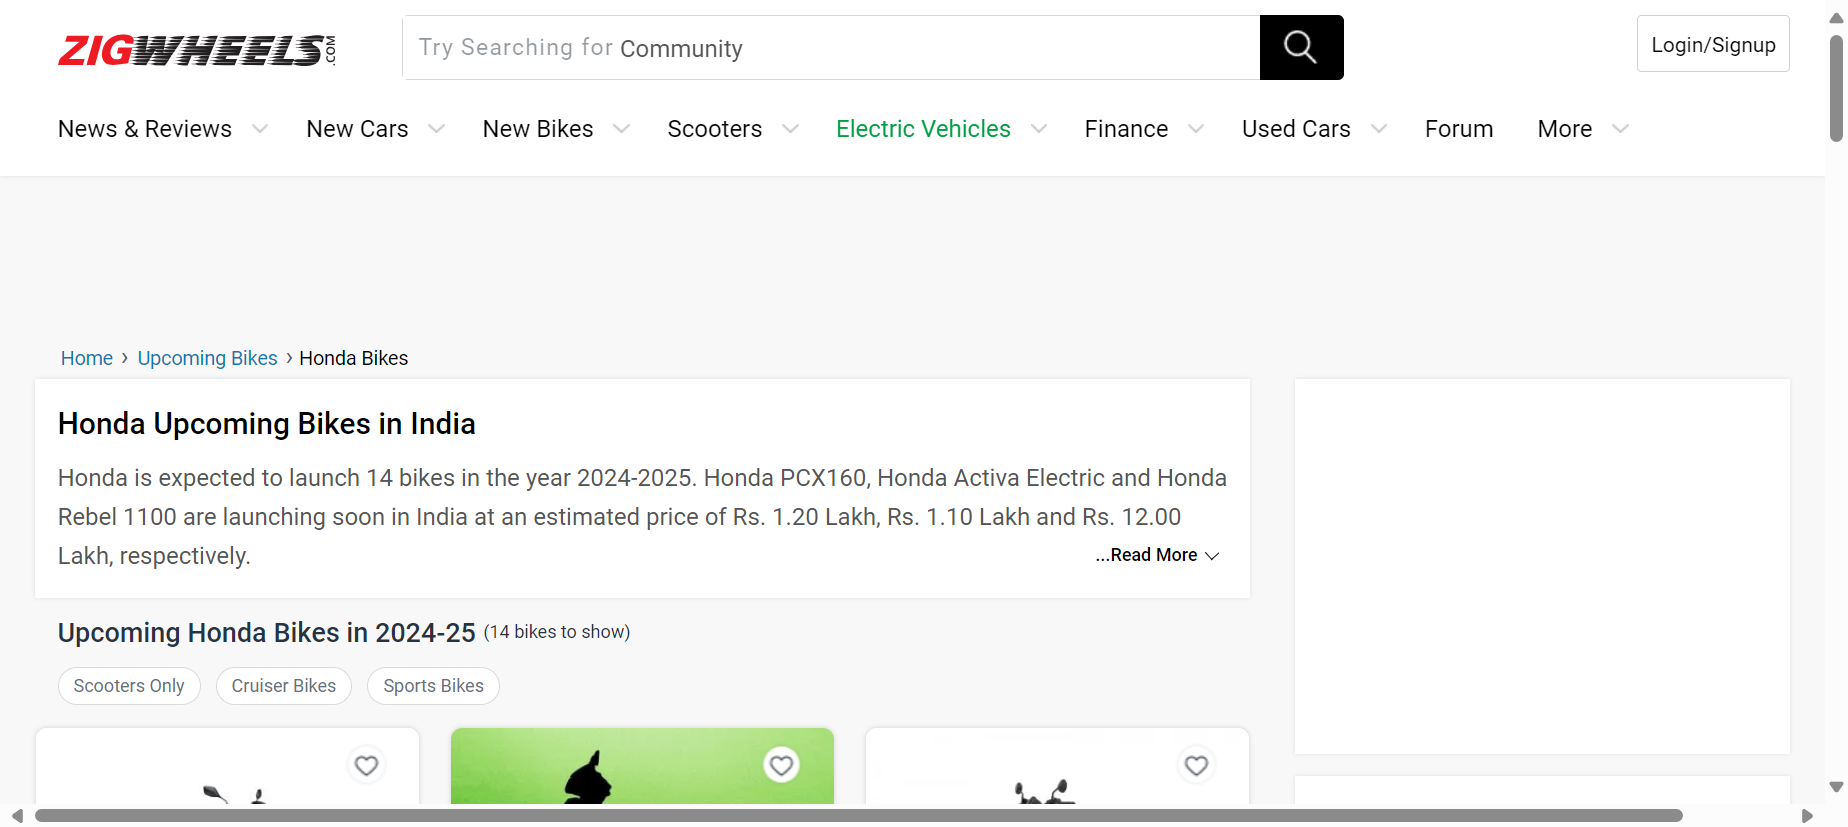 ZIGWHEELS.COM
Try Searching for Community
Login/Signup
News & Reviews New Cars New Bikes Scooters Electric Vehicles Finance Used Cars Forum More
Home › Upcoming Bikes › Honda Bikes
Honda Upcoming Bikes in India
Honda is expected to launch 14 bikes in the year 2024-2025. Honda PCX160, Honda Activa Electric and Honda
Rebel 1100 are launching soon in India at an estimated price of Rs. 1.20 Lakh, Rs. 1.10 Lakh and Rs. 12.00
Lakh, respectively.
...Read More
Upcoming Honda Bikes in 2024-25 (14 bikes to show)
Scooters Only Cruiser Bikes Sports Bikes